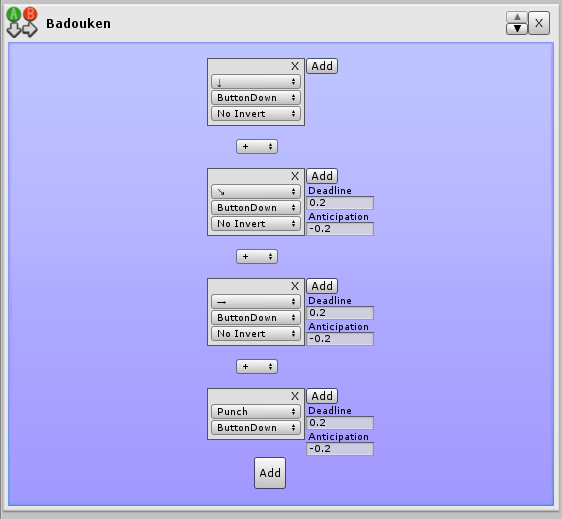 A B
Badouken
X
X
Add
↓
ButtonDown
No Invert
+
X
Add
↘
Deadline
ButtonDown
0.2
No Invert
Anticipation
-0.2
+
X
Add
→
Deadline
ButtonDown
0.2
No Invert
Anticipation
-0.2
+
X
Add
Punch
Deadline
ButtonDown
0.2
Anticipation
-0.2
Add